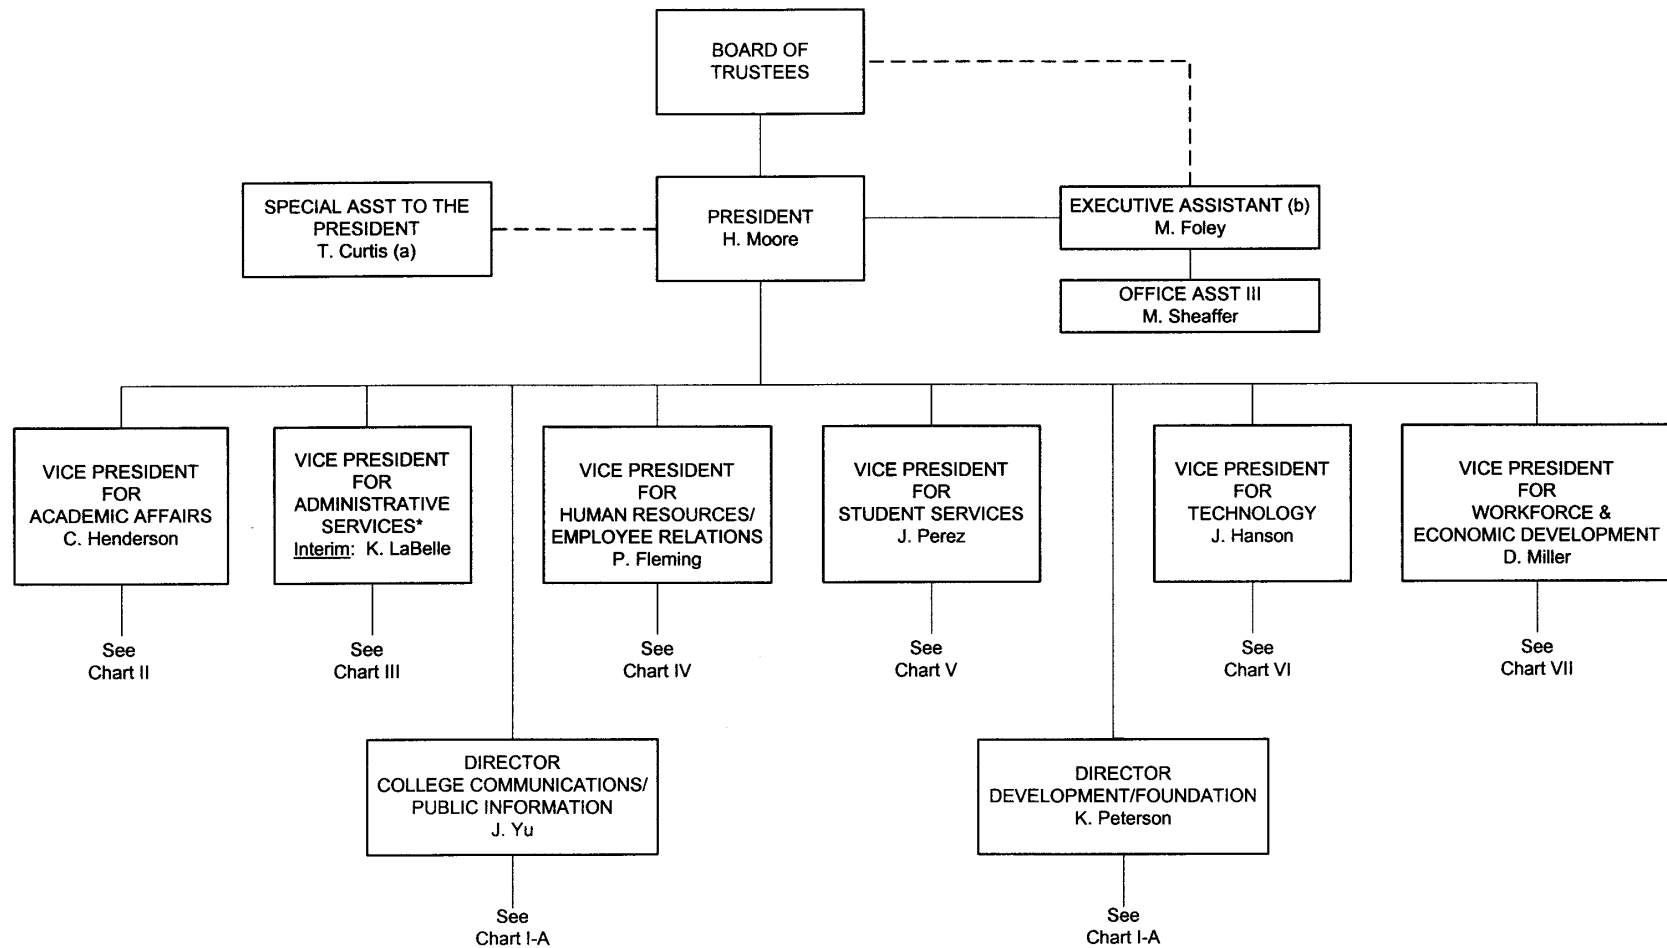 BOARD OF
TRUSTEES
SPECIAL ASST TO THE
PRESIDENT
T. Curtis (a)
PRESIDENT
H. Moore
EXECUTIVE ASSISTANT (b)
M. Foley
OFFICE ASST III
M. Sheaffer
VICE PRESIDENT
FOR
ACADEMIC AFFAIRS
C. Henderson
See
Chart II
VICE PRESIDENT
FOR
ADMINISTRATIVE
SERVICES*
Interim: K. LaBelle
See
Chart III
VICE PRESIDENT
FOR
HUMAN RESOURCES/
EMPLOYEE RELATIONS
P. Fleming
See
Chart IV
VICE PRESIDENT
FOR
STUDENT SERVICES
J. Perez
See
Chart V
VICE PRESIDENT
FOR
TECHNOLOGY
J. Hanson
See
Chart VI
VICE PRESIDENT
FOR
WORKFORCE &
ECONOMIC DEVELOPMENT
D. Miller
See
Chart VII
DIRECTOR
COLLEGE COMMUNICATIONS/
PUBLIC INFORMATION
J. Yu
See
Chart I-A
DIRECTOR
DEVELOPMENT/FOUNDATION
K. Peterson
See
Chart I-A